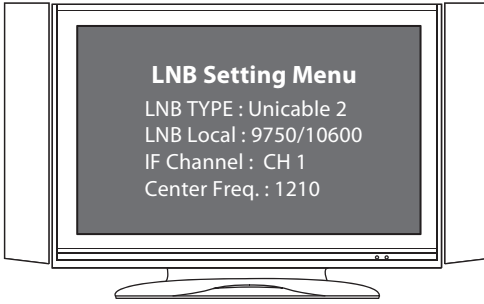 LNB Setting Menu
LNB TYPE : Unicable 2
LNB Local : 9750/10600
IF Channel :  CH 1
Center Freq. : 1210